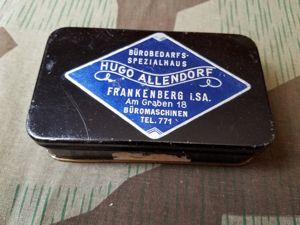 BÜROBEDARFS-
SPEZIALHAUS
HUGO ALLENDORF
FRANKENBERG i.SA.
Am Graben 18
BÜROMASCHINEN
TEL. 771